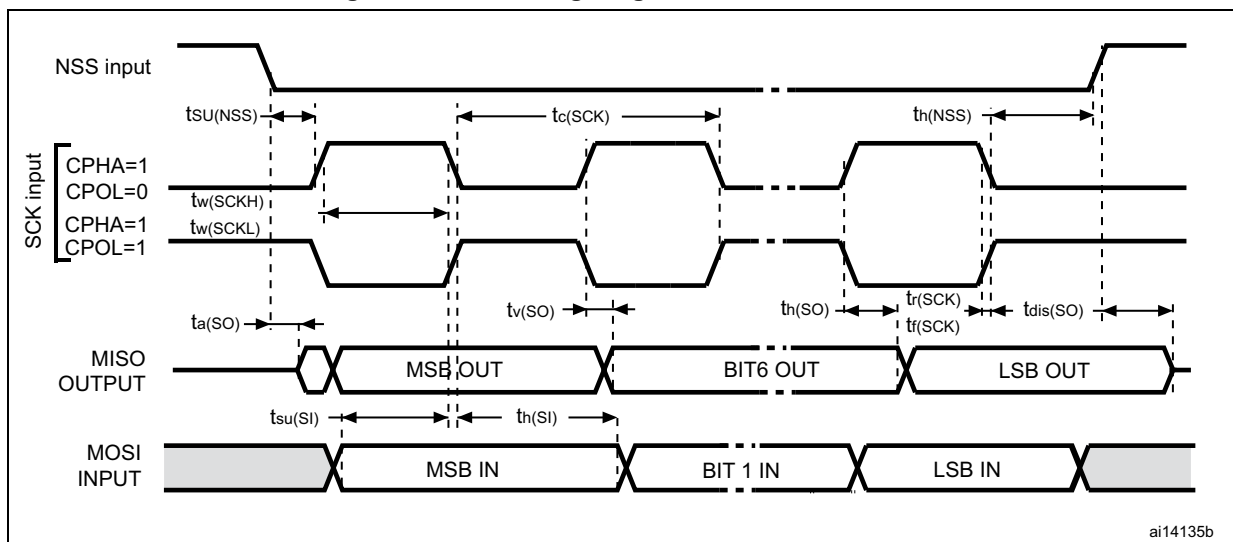 NSS input
tSU(NSS)
tc(SCK)
th(NSS)
SCK input
CPHA=1
CPOL=0
tw(SCKH)
CPHA=1
tw(SCKL)
CPOL=1
ta(SO)
tv(SO)
th(SO)
tr(SCK)
tf(SCK)
tdis(SO)
MISO
OUTPUT
MSB OUT
BIT6 OUT
LSB OUT
tsu(SI)
th(SI)
MOSI
INPUT
MSB IN
BIT 1 IN
LSB IN
ai14135b